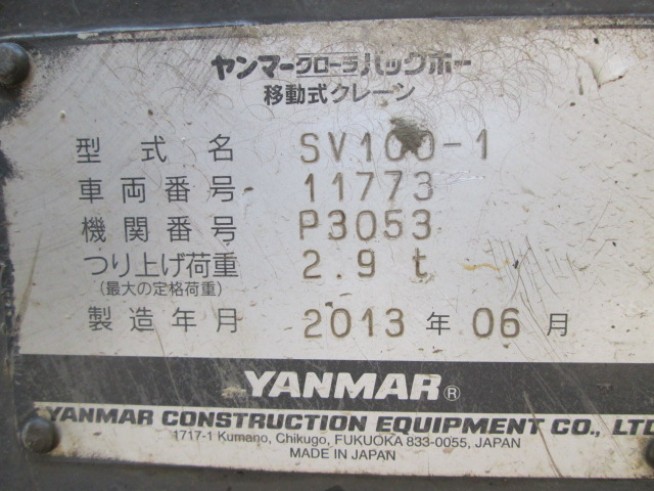 ヤンマークローラバックホー
移動式クレーン
型式名 SV100-1
車両番号 11773
機関番号 P3053
つり上げ荷重 2.9 t
(最大の定格荷重)
製造年月 2013 年 06 月
YANMAR®
YANMAR CONSTRUCTION EQUIPMENT CO., LTD
1717-1 Kumano, Chikugo, FUKUOKA 833-0055, JAPAN
MADE IN JAPAN